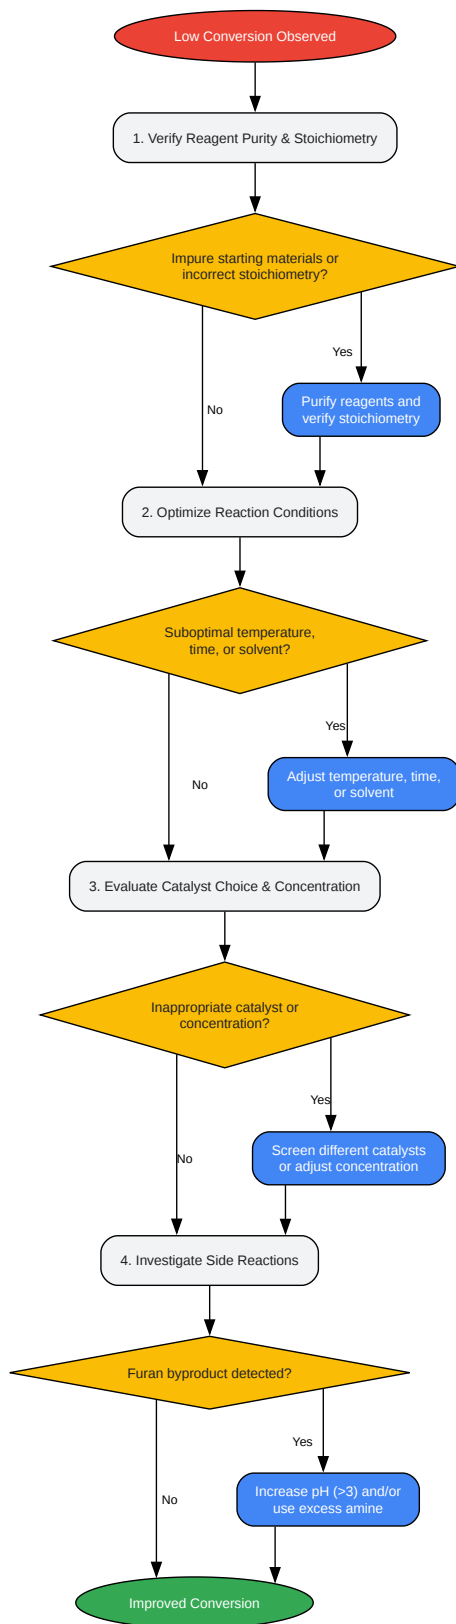 Low Conversion Observed
1. Verify Reagent Purity & Stoichiometry
Impure starting materials or
incorrect stoichiometry?
Yes
Purify reagents and
verify stoichiometry
No
2. Optimize Reaction Conditions
Suboptimal temperature,
time, or solvent?
Yes
Adjust temperature, time,
or solvent
No
3. Evaluate Catalyst Choice & Concentration
Inappropriate catalyst or
concentration?
Yes
Screen different catalysts
or adjust concentration
No
4. Investigate Side Reactions
Furan byproduct detected?
Yes
Increase pH (>3) and/or
use excess amine
No
Improved Conversion